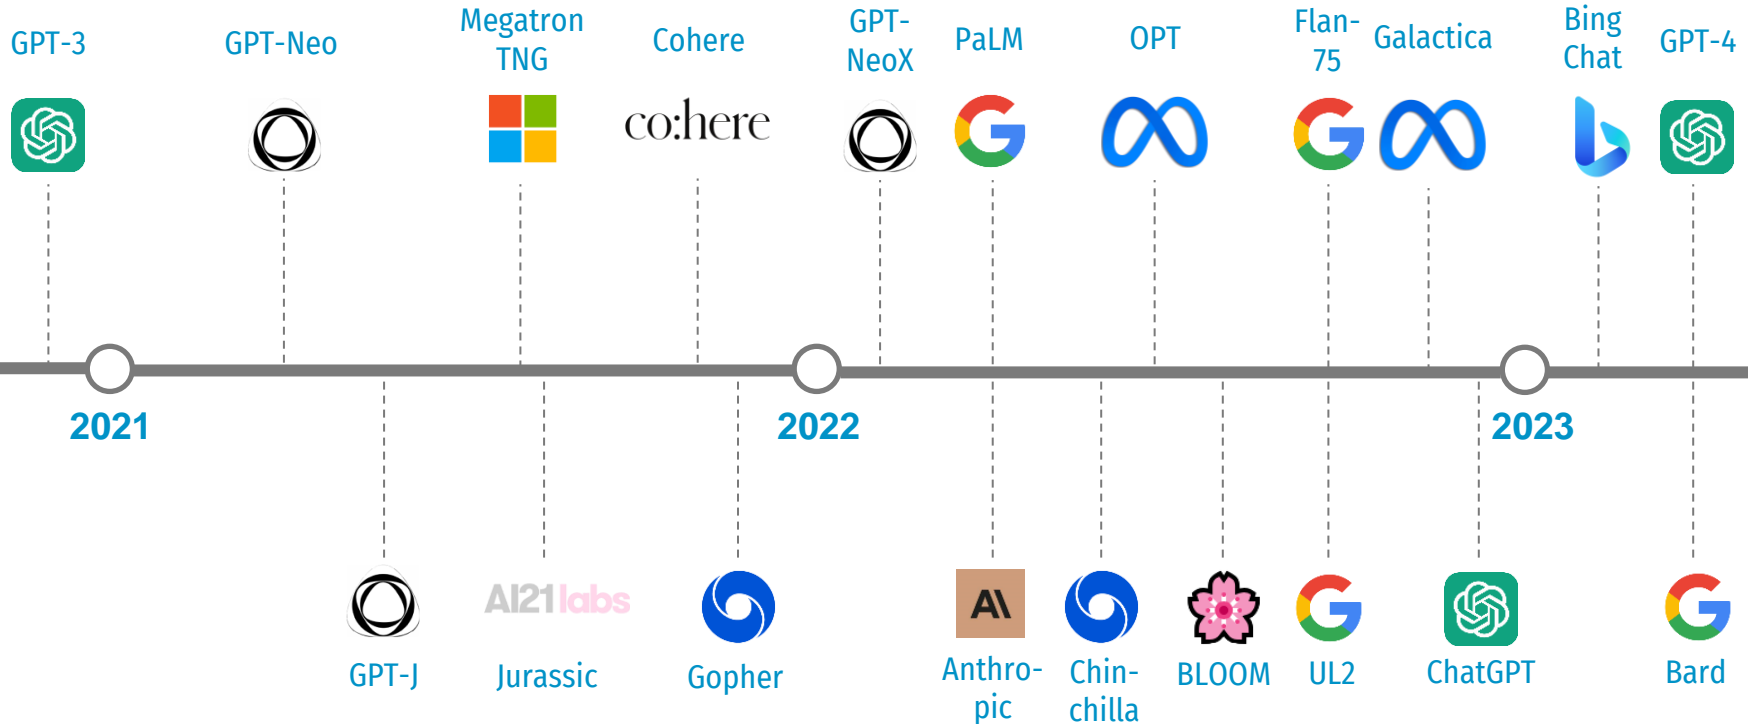 GPT-3
GPT-Neo
Megatron
TNG
Cohere
GPT-
NeoX
PaLM
OPT
Flan-
75
Galactica
Bing
Chat
GPT-4
co:here
2021
2022
2023
AI21labs
AI
GPT-J
Jurassic
Gopher
Anthro-
pic
Chin-
chilla
BLOOM
UL2
ChatGPT
Bard